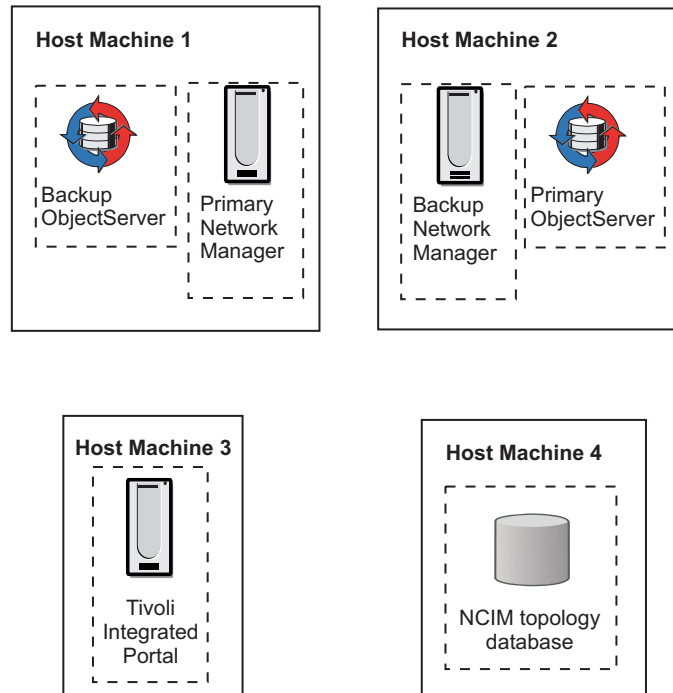 Host Machine 1
Backup
ObjectServer
Primary
Network
Manager
Host Machine 2
Backup
Network
Manager
Primary
ObjectServer
Host Machine 3
Tivoli
Integrated
Portal
Host Machine 4
NCIM topology
database